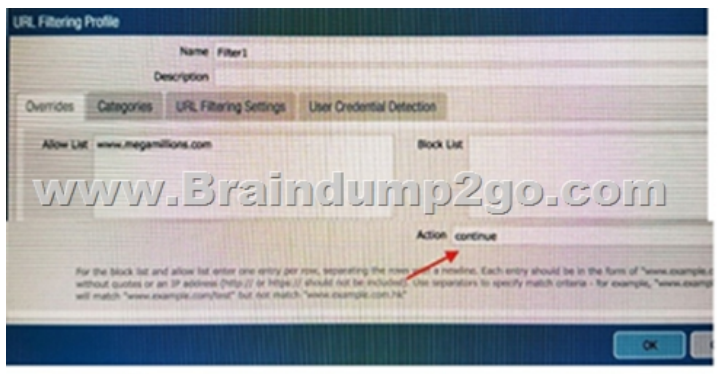 URL Filtering Profile
Name Filter1
Description
Overrides Categories URL Filtering Settings User Credential Detection
Allow List www.megamillions.com
Block List
www.Braindump2go.com
Action continue
For the block list and allow list enter one entry per row, separating the rows with a newline. Each entry should be in the form of "www.example.c
without quotes or an IP address (http:// or https:// should not be included). Use separators to specify match criteria - for example, "www.examp
will match "www.example.com/test" but not match "www.example.com.hk"
OK